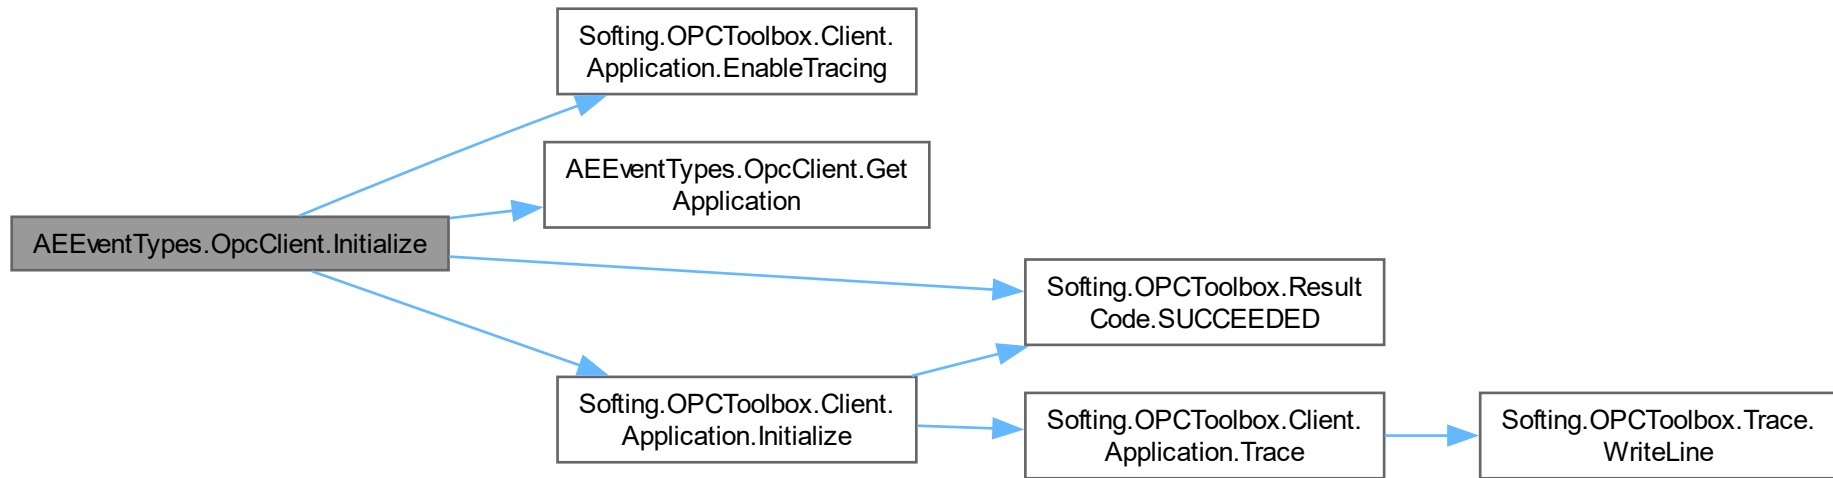 Softing.OPCToolbox.Client.
Application.EnableTracing
AEEventTypes.OpcClient.Get
Application
AEEventTypes.OpcClient.Initialize
Softing.OPCToolbox.Result
Code.SUCCEEDED
Softing.OPCToolbox.Client.
Application.Initialize
Softing.OPCToolbox.Client.
Application.Trace
Softing.OPCToolbox.Trace.
WriteLine